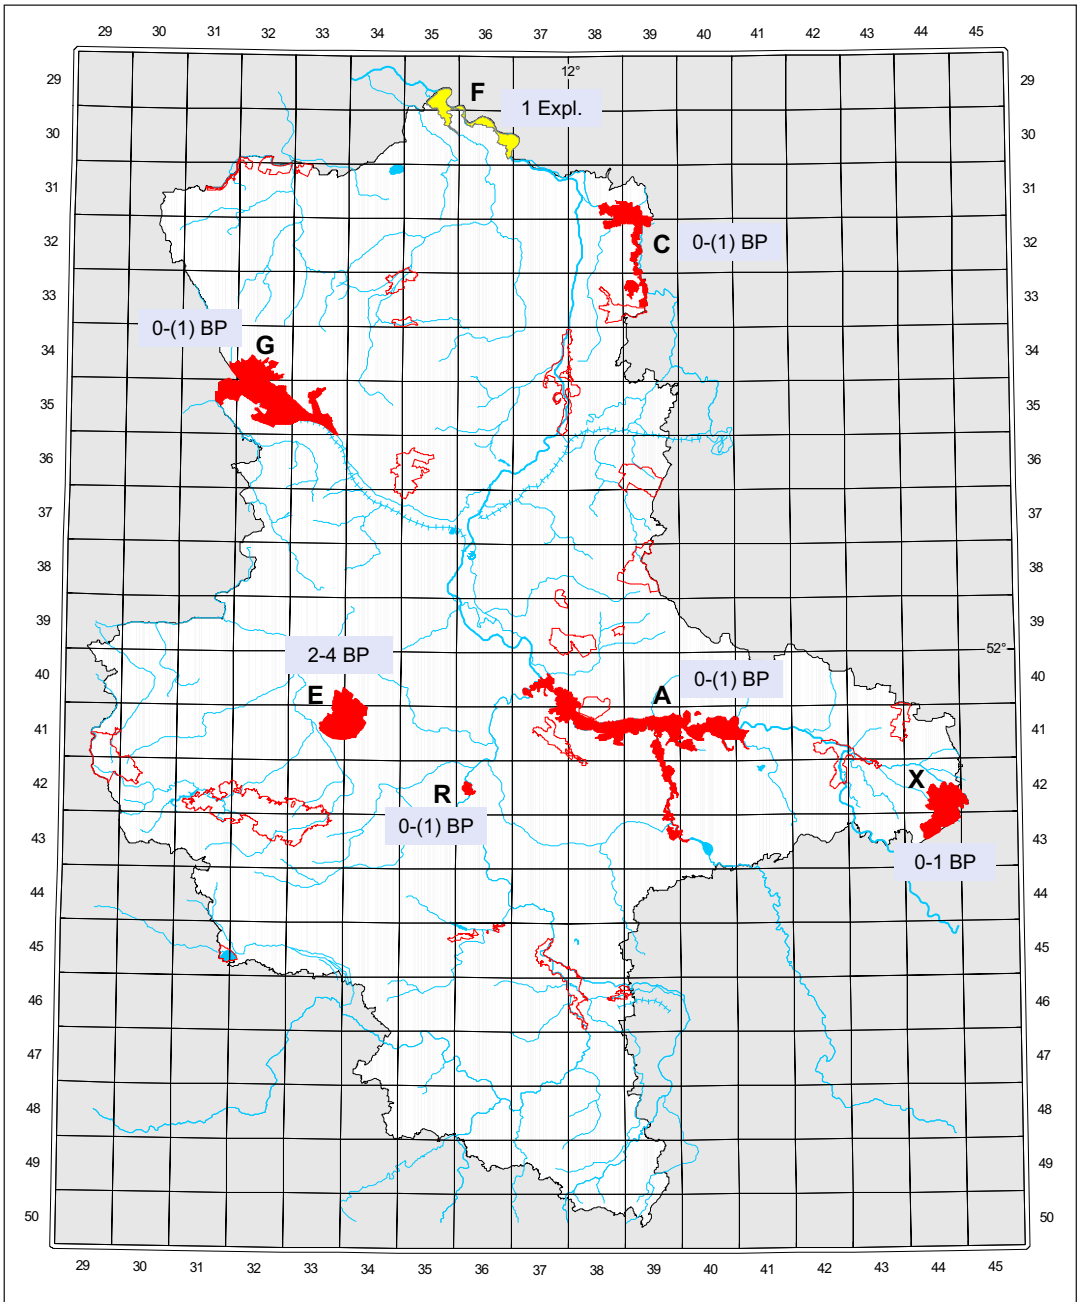 29 30 31 32 33 34 35 36 37 38 39 40 41 42 43 44 45
12°
29 29
F
1 Expl.
30 30
31 31
32 C 0-(1) BP 32
33 33
0-(1) BP
G
34 34
35 35
36 36
37 37
38 38
39 39
52°
2-4 BP
40 0-(1) BP 40
E A
41 41
42 X 42
R
0-(1) BP
43 43
0-1 BP
44 44
45 45
46 46
47 47
48 48
49 49
50 50
29 30 31 32 33 34 35 36 37 38 39 40 41 42 43 44 45